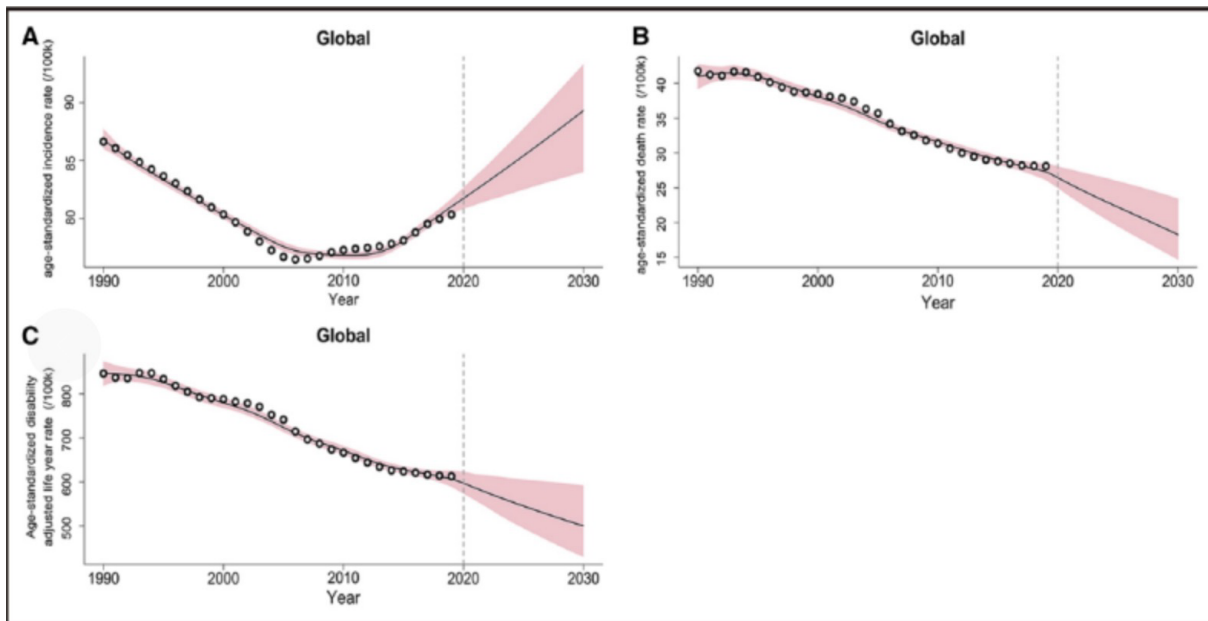 A
Global
age-standardized incidence rate (/100k)
90
85
80
1990
2000
2010
2020
2030
Year
B
Global
age-standardized death rate (/100k)
40
35
30
25
20
15
1990
2000
2010
2020
2030
Year
C
Global
Age-standardized disability
adjusted life year rate (/100k)
800
700
600
500
1990
2000
2010
2020
2030
Year